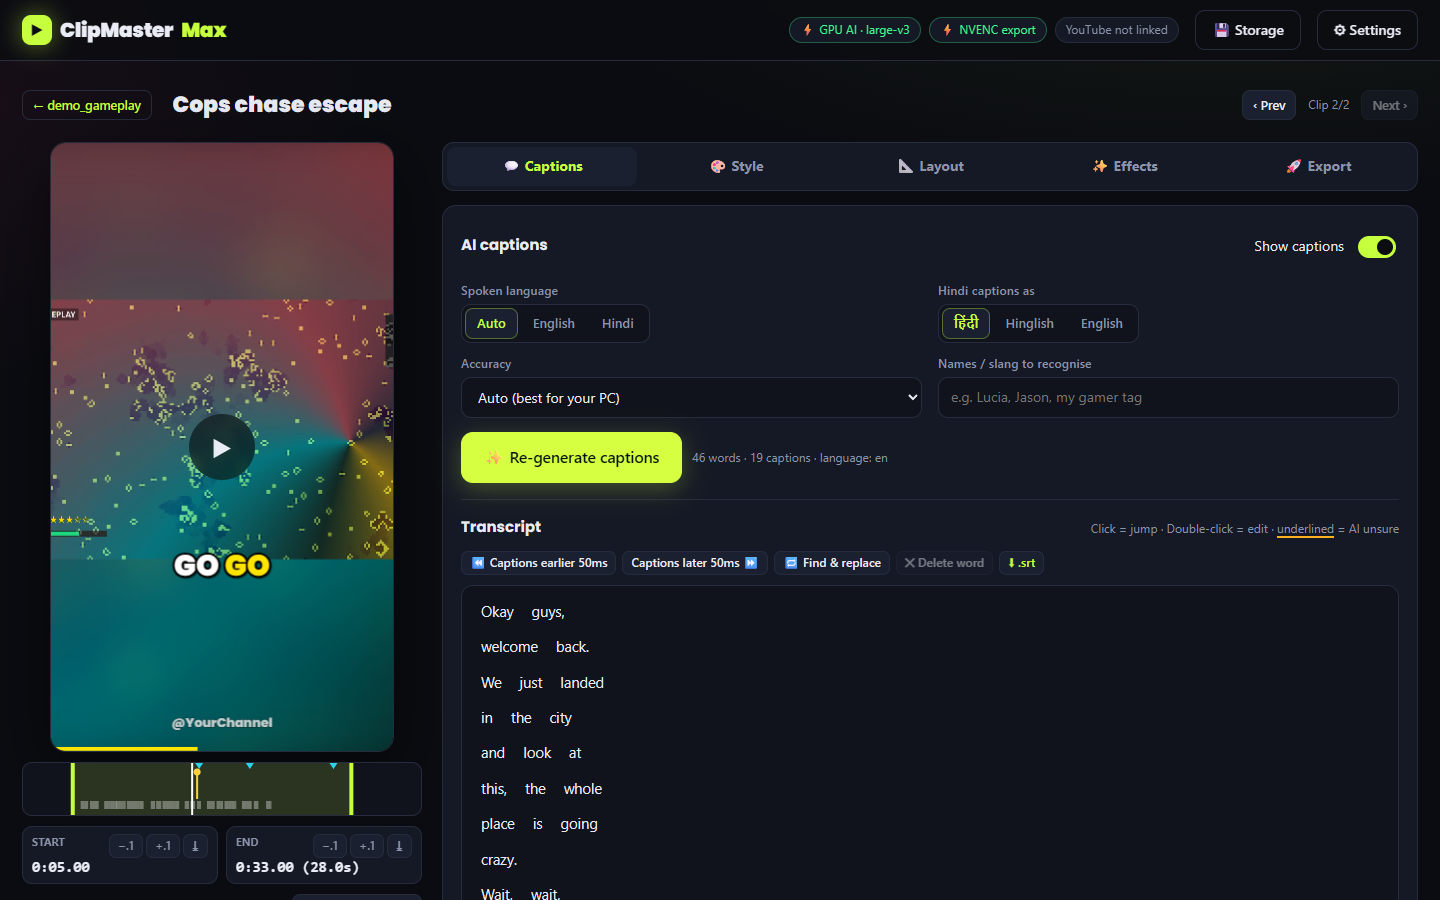 ClipMaster Max
GPU AI · large-v3
NVENC export
YouTube not linked
Storage
Settings
← demo_gameplay
Cops chase escape
‹ Prev
Clip 2/2
Next ›
Captions
Style
Layout
Effects
Export
EPLAY
GO GO
@YourChannel
START
−.1
+.1
0:05.00
END
−.1
+.1
0:33.00 (28.0s)
AI captions
Show captions
Spoken language
Auto
English
Hindi
Hindi captions as
हिंदी
Hinglish
English
Accuracy
Auto (best for your PC)
Names / slang to recognise
e.g. Lucia, Jason, my gamer tag
Re-generate captions
46 words · 19 captions · language: en
Transcript
Click = jump · Double-click = edit · underlined = AI unsure
Captions earlier 50ms
Captions later 50ms
Find & replace
Delete word
.srt
Okay guys,
welcome back.
We just landed
in the city
and look at
this, the whole
place is going
crazy.
Wait, wait,